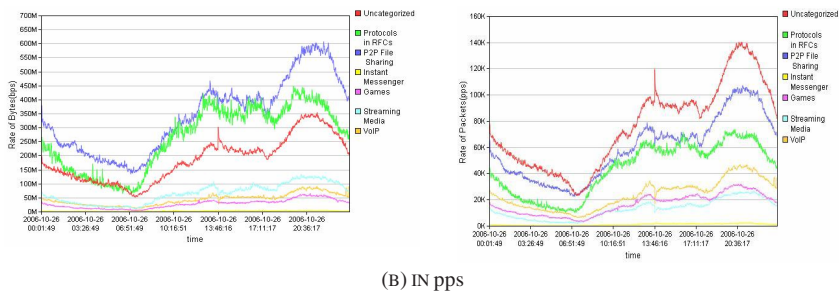 700M
650M
600M
550M
500M
450M
400M
350M
300M
250M
200M
150M
100M
50M
0M
Rate of Bytes(bps)
2006-10-26 00:01:49
2006-10-26 03:26:49
2006-10-26 06:51:49
2006-10-26 10:16:51
2006-10-26 13:46:16
2006-10-26 17:11:17
2006-10-26 20:36:17
time
Uncategorized
Protocols
in RFCs
P2P File
Sharing
Instant
Messenger
Games
Streaming
Media
VoIP
160K
140K
120K
100K
80K
60K
40K
20K
0K
Rate of Packets(pps)
2006-10-26 00:01:49
2006-10-26 03:26:49
2006-10-26 06:51:49
2006-10-26 10:16:51
2006-10-26 13:46:16
2006-10-26 17:11:17
2006-10-26 20:36:17
time
Uncategorized
Protocols
in RFCs
P2P File
Sharing
Instant
Messenger
Games
Streaming
Media
VoIP
(B) IN pps